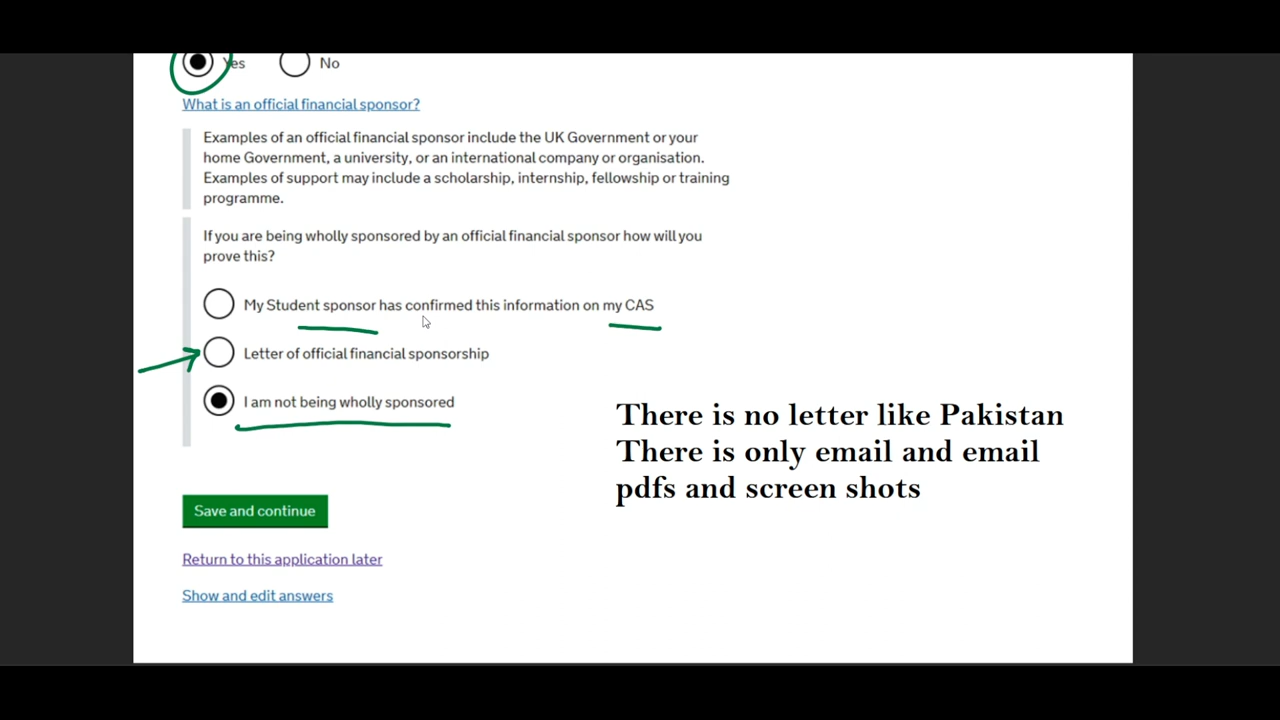 Yes No
What is an official financial sponsor?
Examples of an official financial sponsor include the UK Government or your
home Government, a university, or an international company or organisation.
Examples of support may include a scholarship, internship, fellowship or training
programme.
If you are being wholly sponsored by an official financial sponsor how will you
prove this?
My Student sponsor has confirmed this information on my CAS
Letter of official financial sponsorship
I am not being wholly sponsored
There is no letter like Pakistan
There is only email and email
pdfs and screen shots
Save and continue
Return to this application later
Show and edit answers